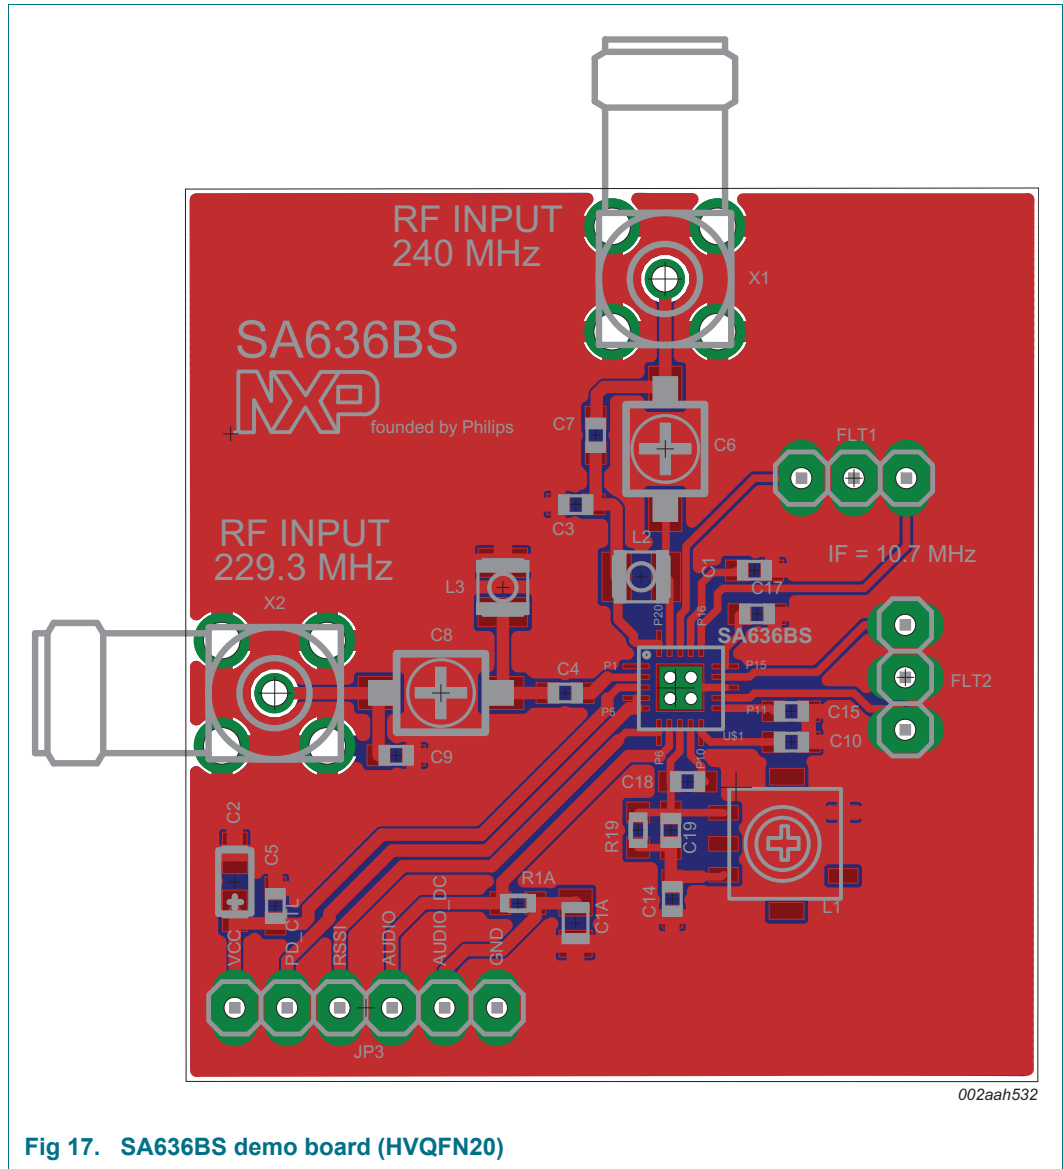 RF INPUT
240 MHz
X1
SA636BS
NXP
founded by Philips
C7
C6
FLT1
C3
L2
IF = 10.7 MHz
C1
C17
RF INPUT
229.3 MHz
L3
X2
P20
P16
SA636BS
C8
C4
P1
P15
FLT2
P5
P11
C15
U$1
C10
C9
P6
P10
C18
C2
R19
C19
C5
R1A
C14
L1
C1A
VCC
PD_CTL
RSSI
AUDIO
AUDIO_DC
GND
JP3
002aah532
Fig 17. SA636BS demo board (HVQFN20)